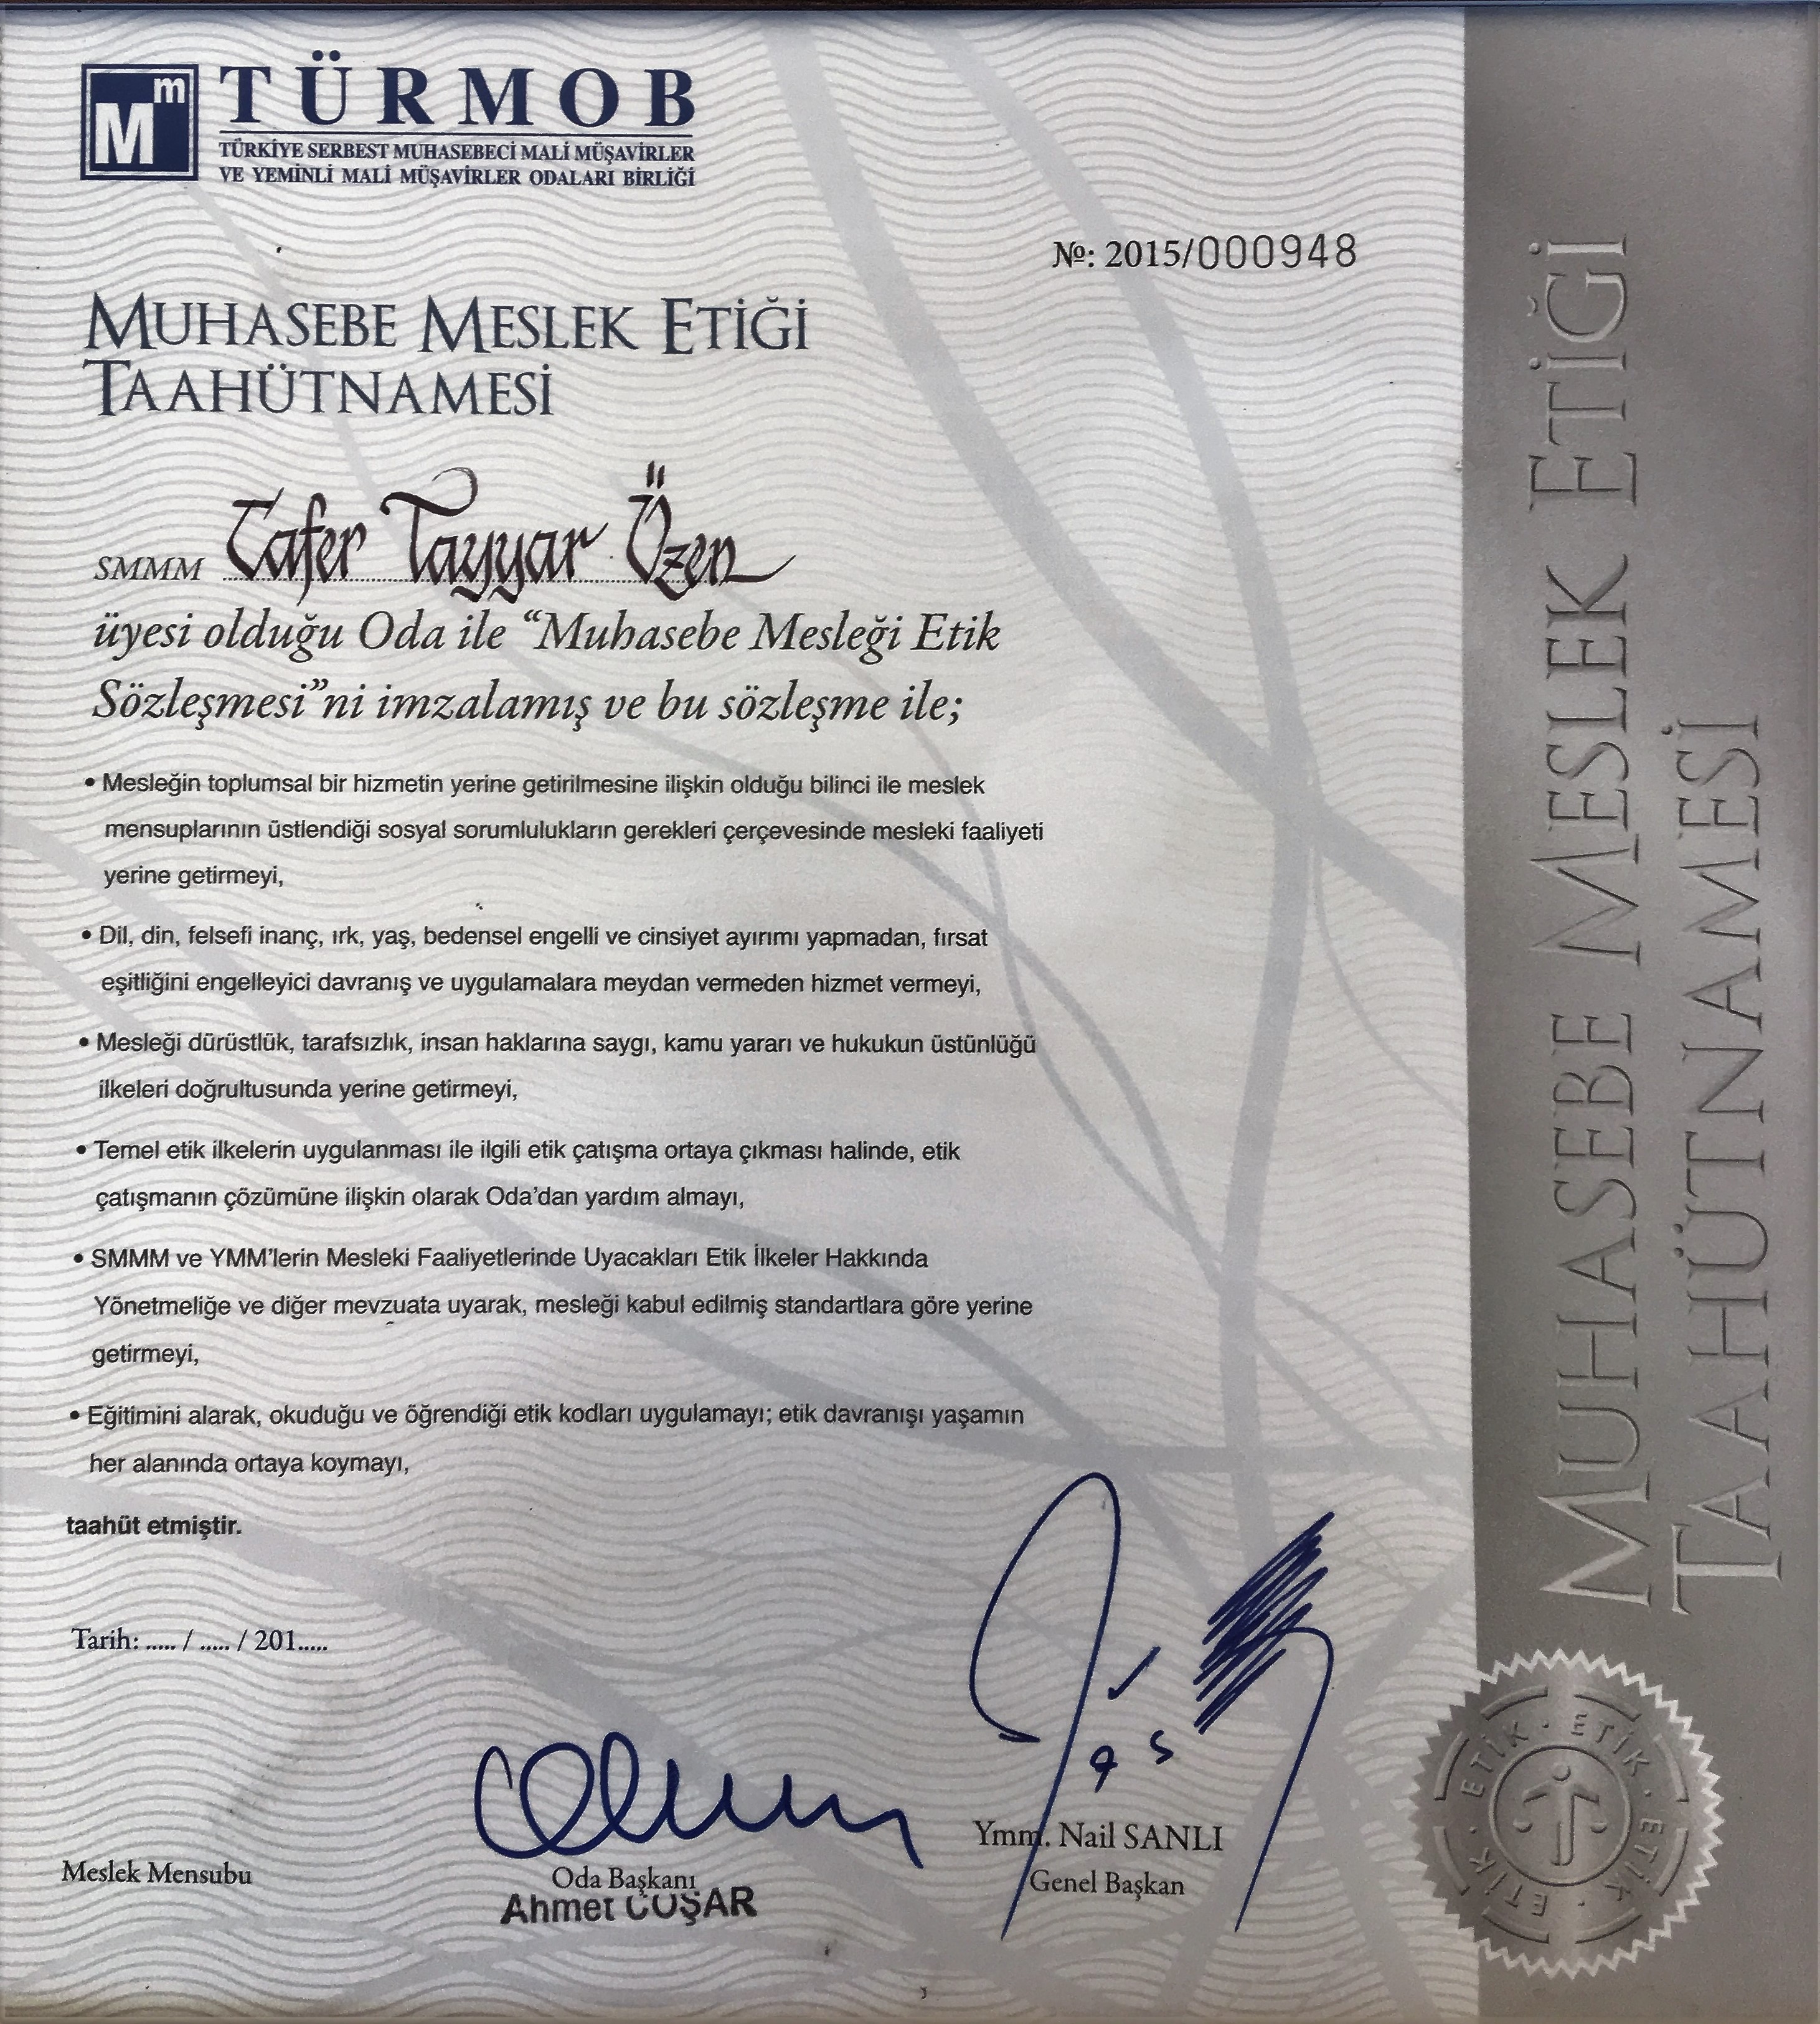 Mm
TÜRMOB
TÜRKİYE SERBEST MUHASEBECİ MALİ MÜŞAVİRLER
VE YEMİNLİ MALİ MÜŞAVİRLER ODALARI BİRLİĞİ
№: 2015/000948
MUHASEBE MESLEK ETİĞİ
TAAHÜTNAMESİ
SMMM Cafer Tayyar Özen
üyesi olduğu Oda ile “Muhasebe Mesleği Etik
Sözleşmesi”ni imzalamış ve bu sözleşme ile;
• Mesleğin toplumsal bir hizmetin yerine getirilmesine ilişkin olduğu bilinci ile meslek
mensuplarının üstlendiği sosyal sorumlulukların gerekleri çerçevesinde mesleki faaliyeti
yerine getirmeyi,
• Dil, din, felsefi inanç, ırk, yaş, bedensel engelli ve cinsiyet ayırımı yapmadan, fırsat
eşitliğini engelleyici davranış ve uygulamalara meydan vermeden hizmet vermeyi,
• Mesleği dürüstlük, tarafsızlık, insan haklarına saygı, kamu yararı ve hukukun üstünlüğü
ilkeleri doğrultusunda yerine getirmeyi,
• Temel etik ilkelerin uygulanması ile ilgili etik çatışma ortaya çıkması halinde, etik
çatışmanın çözümüne ilişkin olarak Oda’dan yardım almayı,
• SMMM ve YMM’lerin Mesleki Faaliyetlerinde Uyacakları Etik İlkeler Hakkında
Yönetmeliğe ve diğer mevzuata uyarak, mesleği kabul edilmiş standartlara göre yerine
getirmeyi,
• Eğitimini alarak, okuduğu ve öğrendiği etik kodları uygulamayı; etik davranışı yaşamın
her alanında ortaya koymayı,
taahüt etmiştir.
Tarih: ..... / ..... / 201.....
Meslek Mensubu
Oda Başkanı
Ahmet COŞAR
Ymm. Nail SANLI
Genel Başkan
MUHASEBE MESLEK ETİĞİ
TAAHÜTNAMESİ
ETİK · ETİK · ETİK · ETİK · ETİK ·